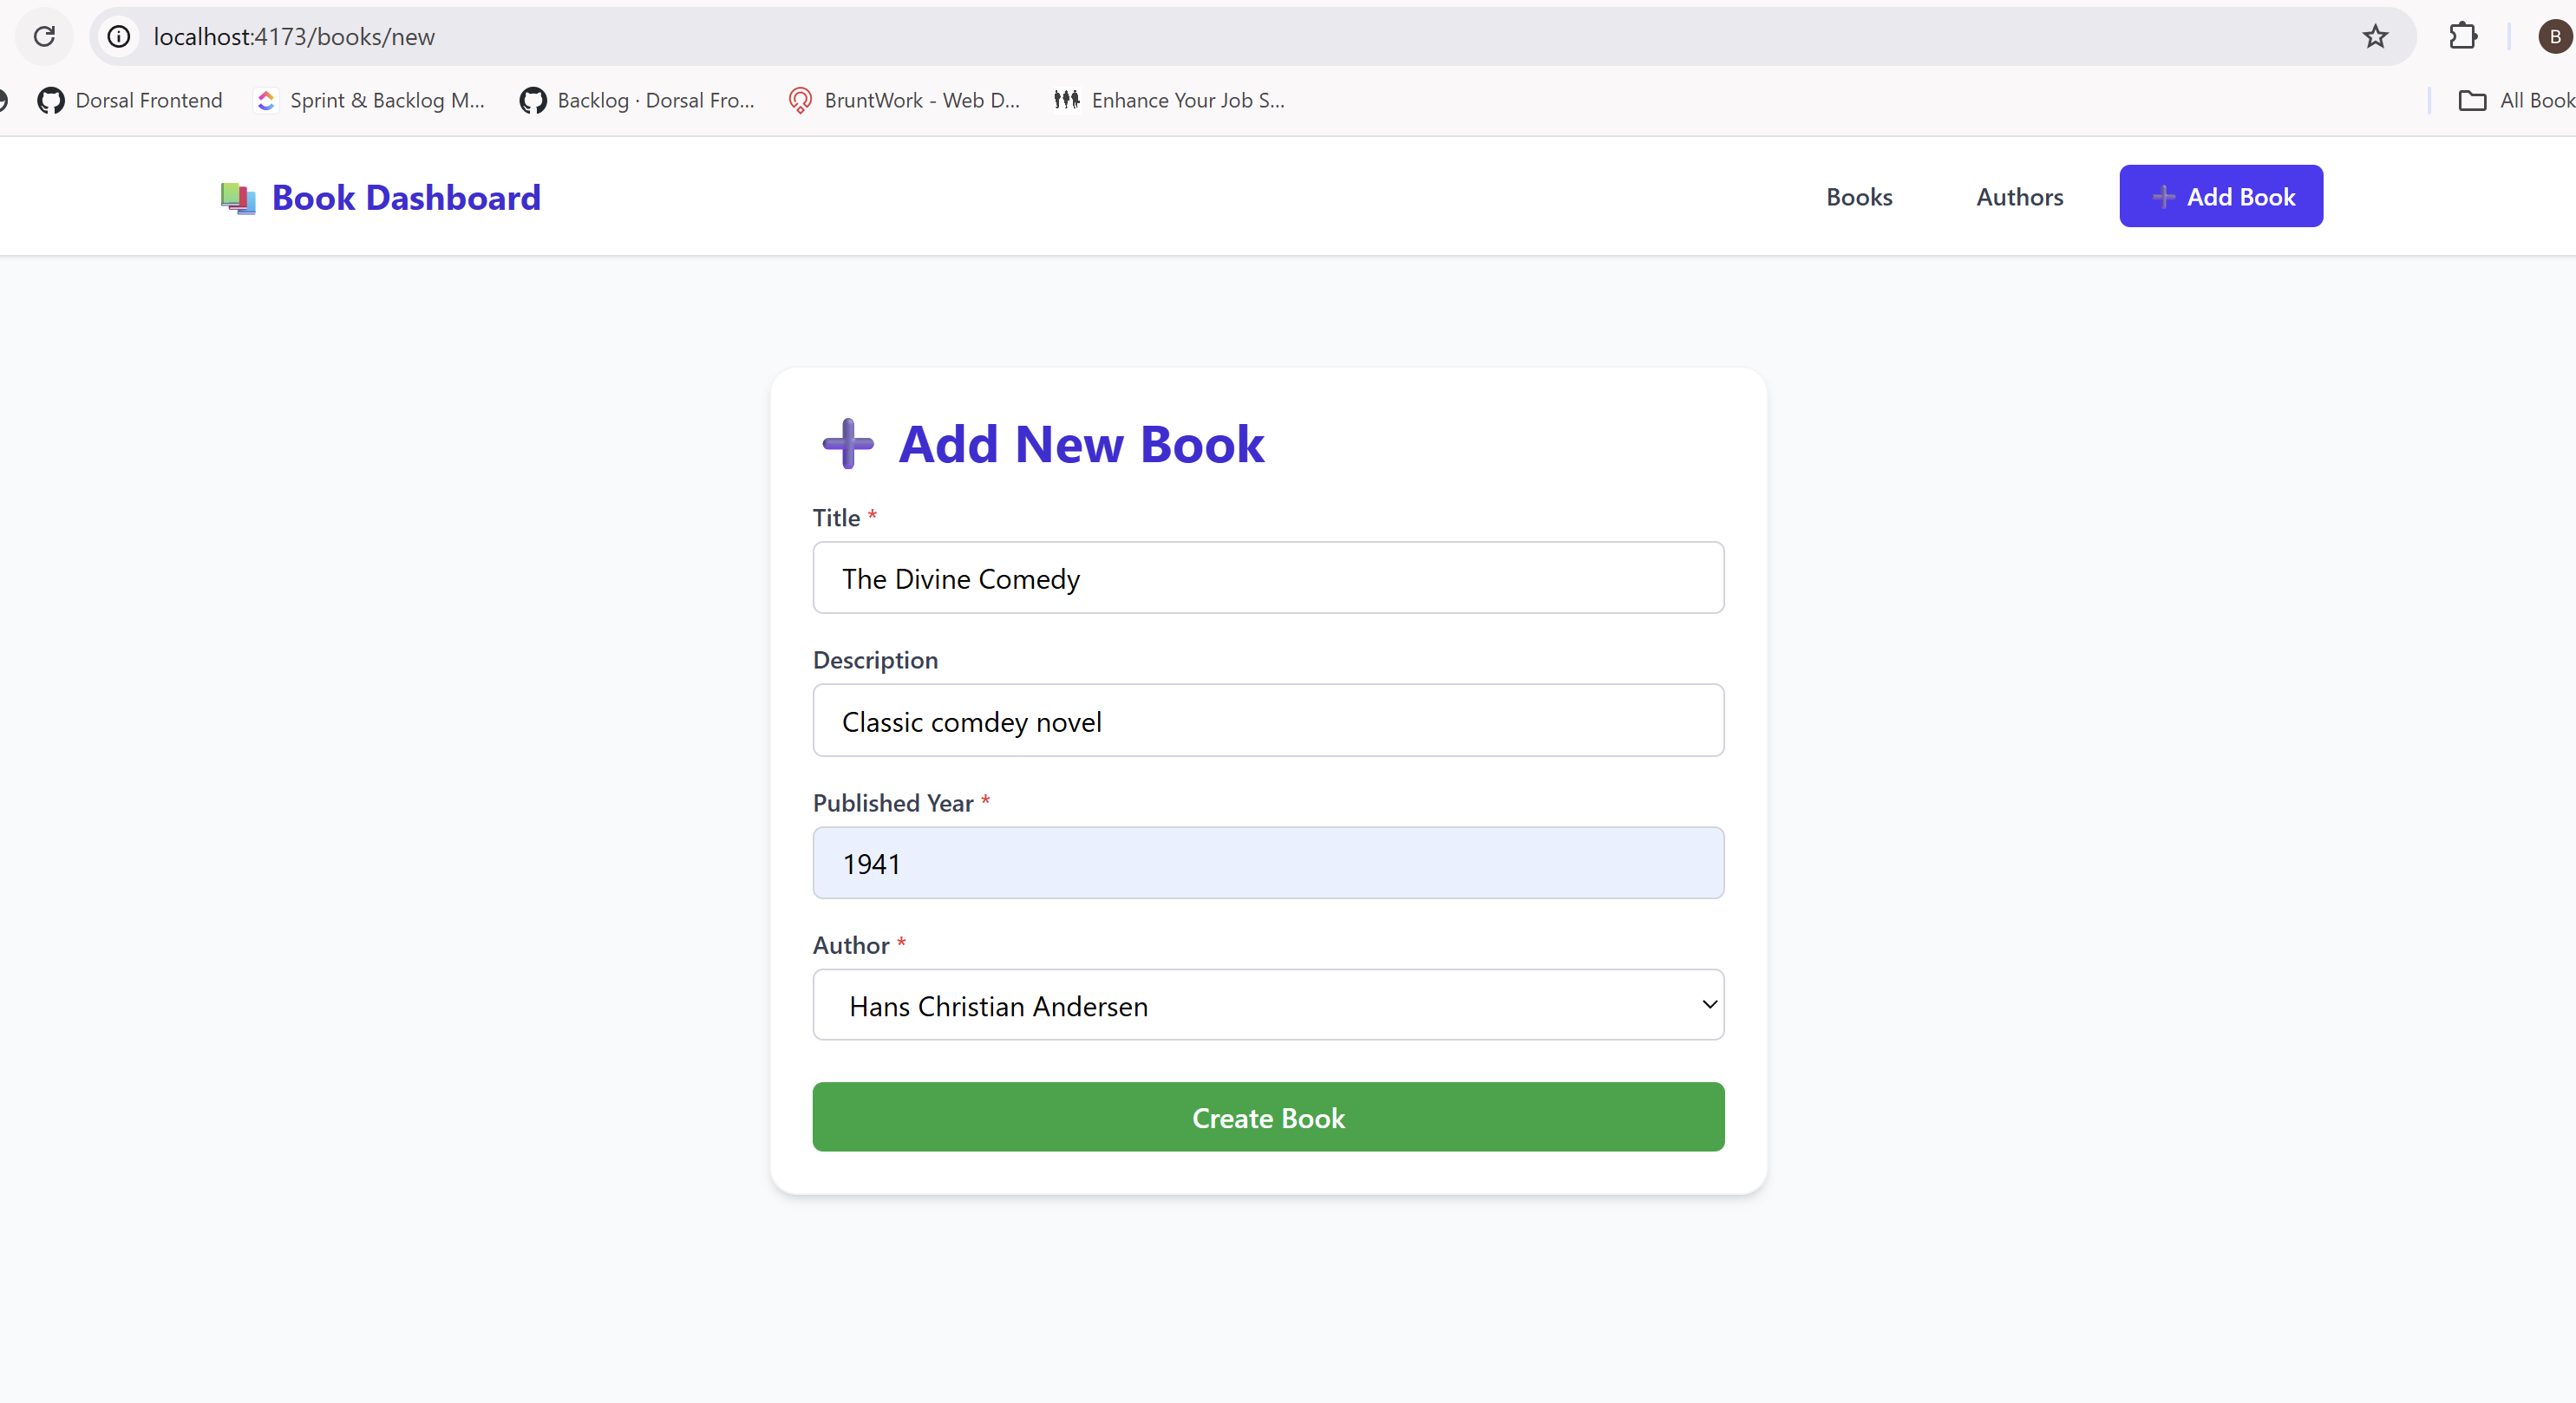 localhost:4173/books/new
B
Dorsal Frontend
Sprint & Backlog M...
Backlog · Dorsal Fro...
BruntWork - Web D...
Enhance Your Job S...
All Book
Book Dashboard
Books
Authors
Add Book
Add New Book
Title *
The Divine Comedy
Description
Classic comdey novel
Published Year *
1941
Author *
Hans Christian Andersen
Create Book